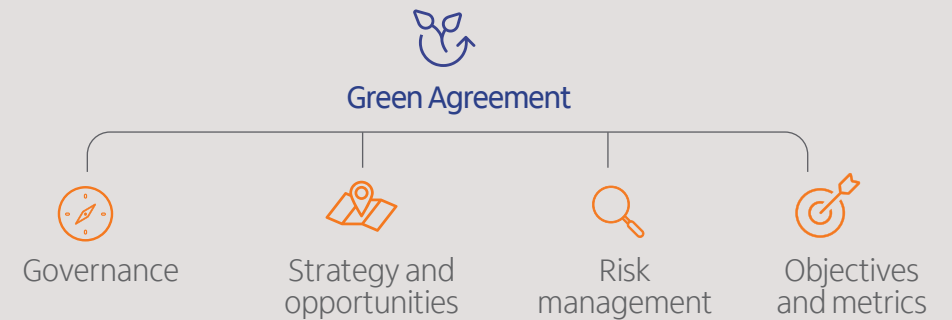 Green Agreement
Governance
Strategy and
opportunities
Risk
management
Objectives
and metrics